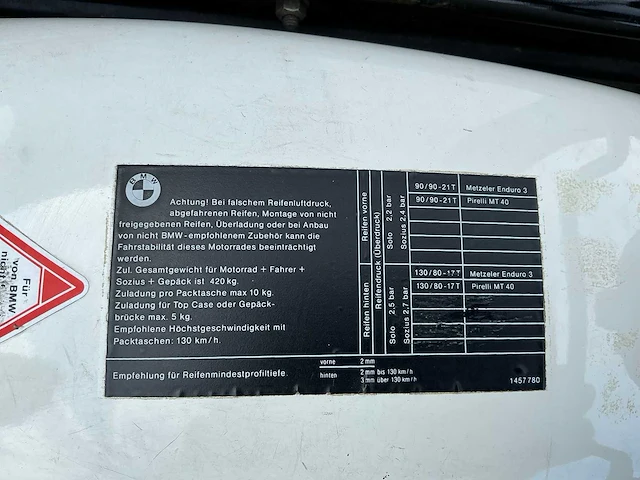 BMW
Achtung! Bei falschem Reifenluftdruck,
abgefahrenen Reifen, Montage von nicht
freigegebenen Reifen, Überladung oder bei Anbau
von nicht BMW-empfohlenem Zubehör kann die
Fahrstabilität dieses Motorrades beeinträchtigt
werden.
Zul. Gesamtgewicht für Motorrad + Fahrer +
Sozius + Gepäck ist 420 kg.
Zuladung pro Packtasche max 10 kg.
Zuladung für Top Case oder Gepäck-
brücke max. 5 kg.
Empfohlene Höchstgeschwindigkeit mit
Packtaschen: 130 km/h.
Reifen vorne
Reifen hinten
Reifendruck (Überdruck)
Solo 2,2 bar
Sozius 2,4 bar
Solo 2,5 bar
Sozius 2,7 bar
90/90-21T Metzeler Enduro 3
90/90-21T Pirelli MT 40
130/80-17T Metzeler Enduro 3
130/80-17T Pirelli MT 40
Empfehlung für Reifenmindestprofiltiefe.
vorne 2 mm
hinten 2 mm bis 130 km/h
3 mm über 130 km/h
1457780
Für
von BMW
nicht